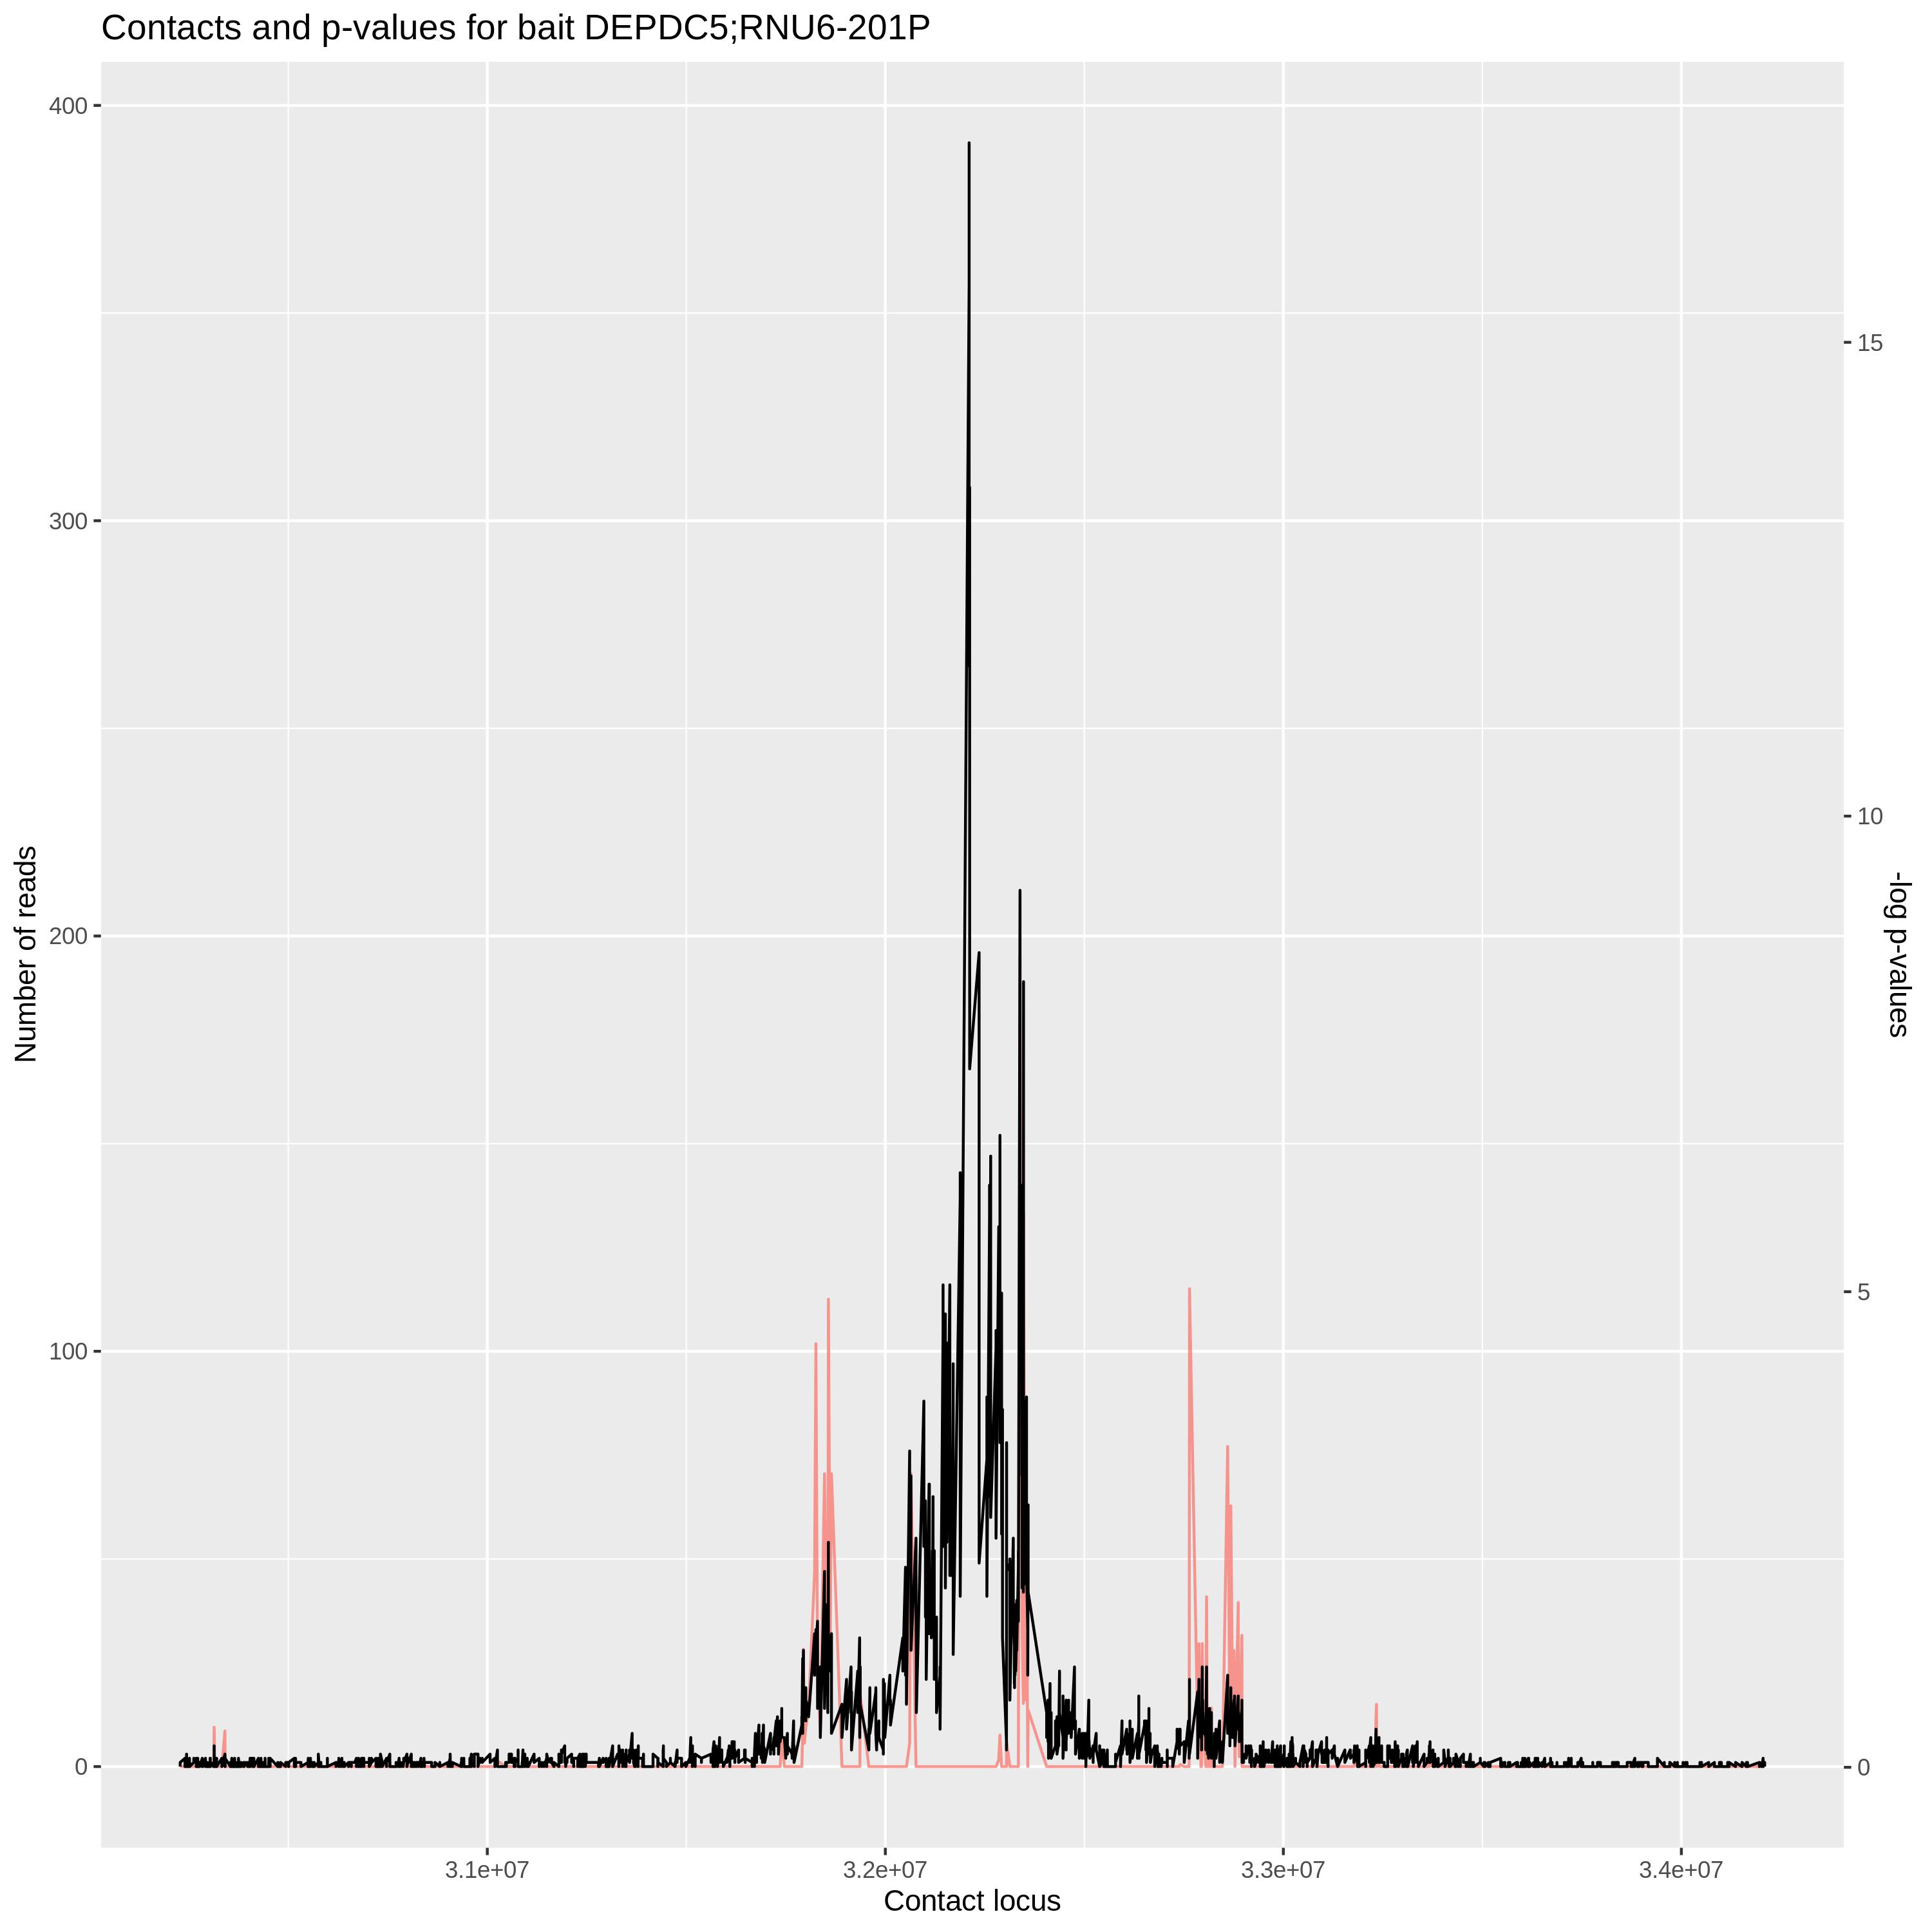 Contacts and p-values for bait DEPDC5;RNU6-201P
400
300
200
100
0
15
10
5
0
Number of reads
-log p-values
3.1e+07
3.2e+07
3.3e+07
3.4e+07
Contact locus